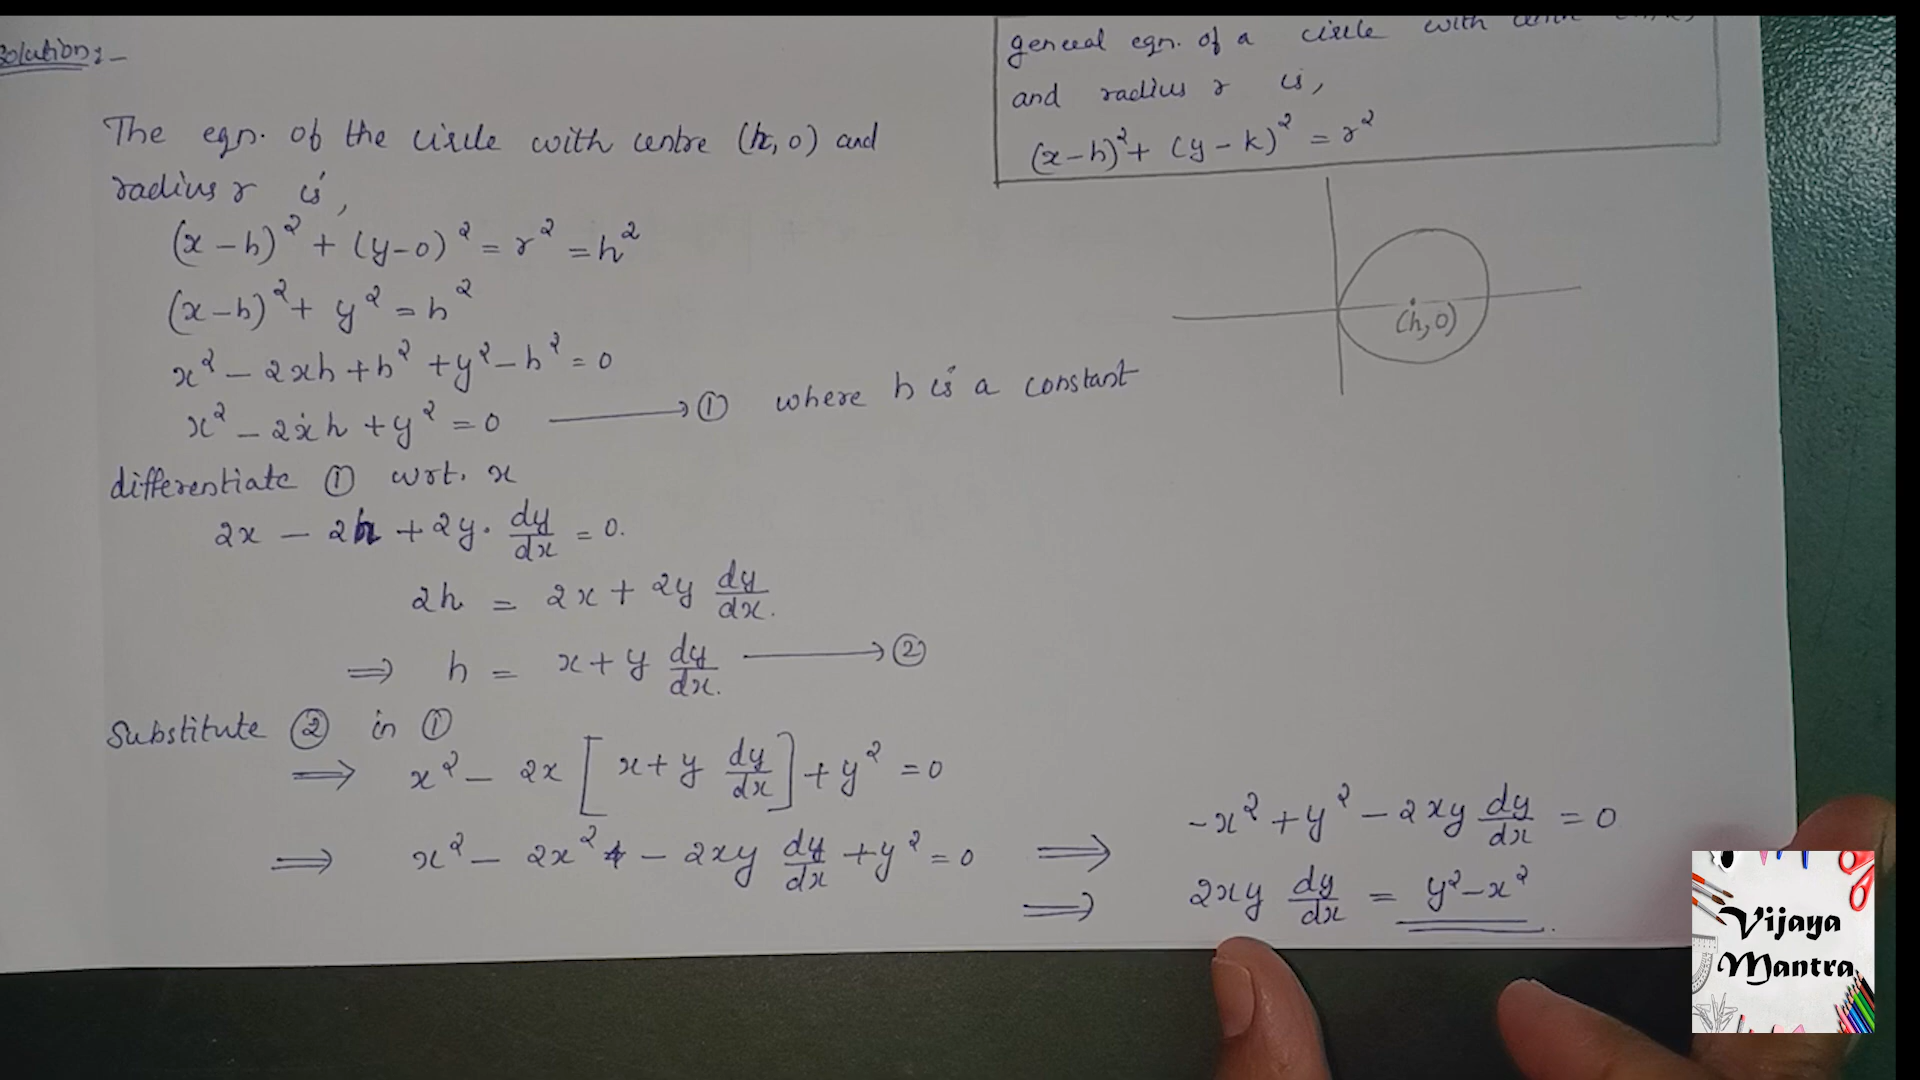 Solution:-
general eqn. of a circle with
and radius r is,
(x-h)² + (y-k)² = r²
The eqn. of the circle with centre (h,0) and
radius r is,
(x-h)² + (y-0)² = r² = h²
(x-h)² + y² = h²
x² - 2xh + h² + y² - h² = 0
x² - 2xh + y² = 0 ⟶ ① where h is a constant
(h,0)
differentiate ① wrt. x
2x - 2h + 2y. dy/dx = 0.
2h = 2x + 2y dy/dx.
⇒ h = x + y dy/dx. ⟶ ②
Substitute ② in ①
⇒ x² - 2x [x + y dy/dx] + y² = 0
⇒ x² - 2x² - 2xy dy/dx + y² = 0 ⇒ -x² + y² - 2xy dy/dx = 0
⇒ 2xy dy/dx = y² - x².
Vijaya
Mantra